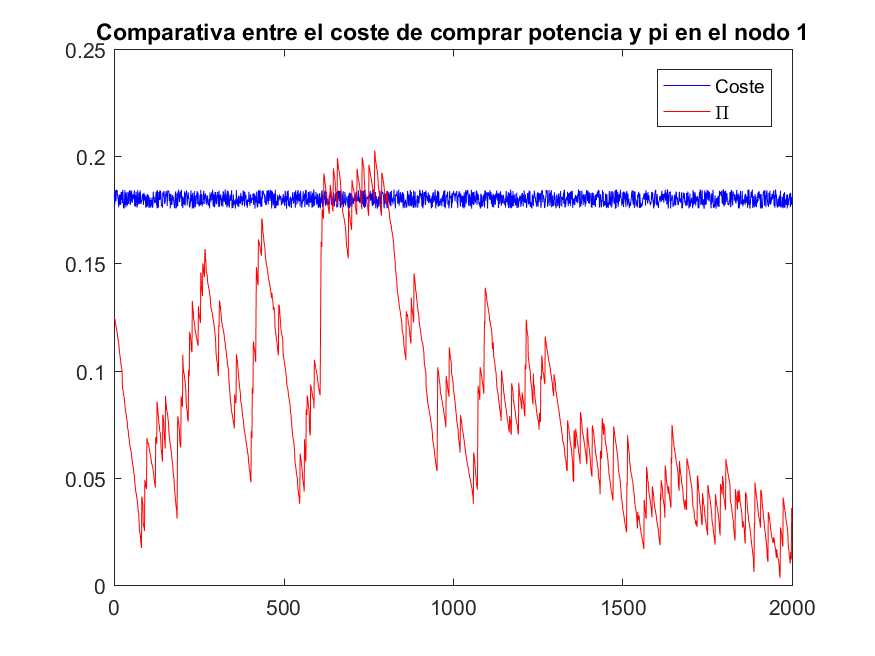 Comparativa entre el coste de comprar potencia y pi en el nodo 1
0.25
0.2
0.15
0.1
0.05
0
Coste
Π
0 500 1000 1500 2000